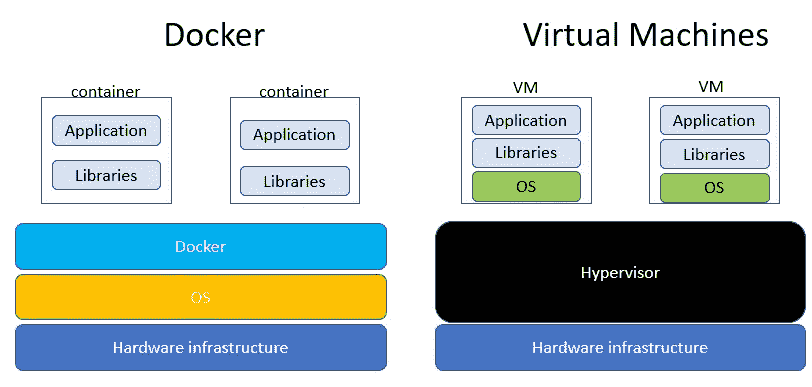 Docker
container
container
Application
Libraries
Application
Libraries
Docker
OS
Hardware infrastructure
Virtual Machines
VM
VM
Application
Libraries
OS
Application
Libraries
OS
Hypervisor
Hardware infrastructure